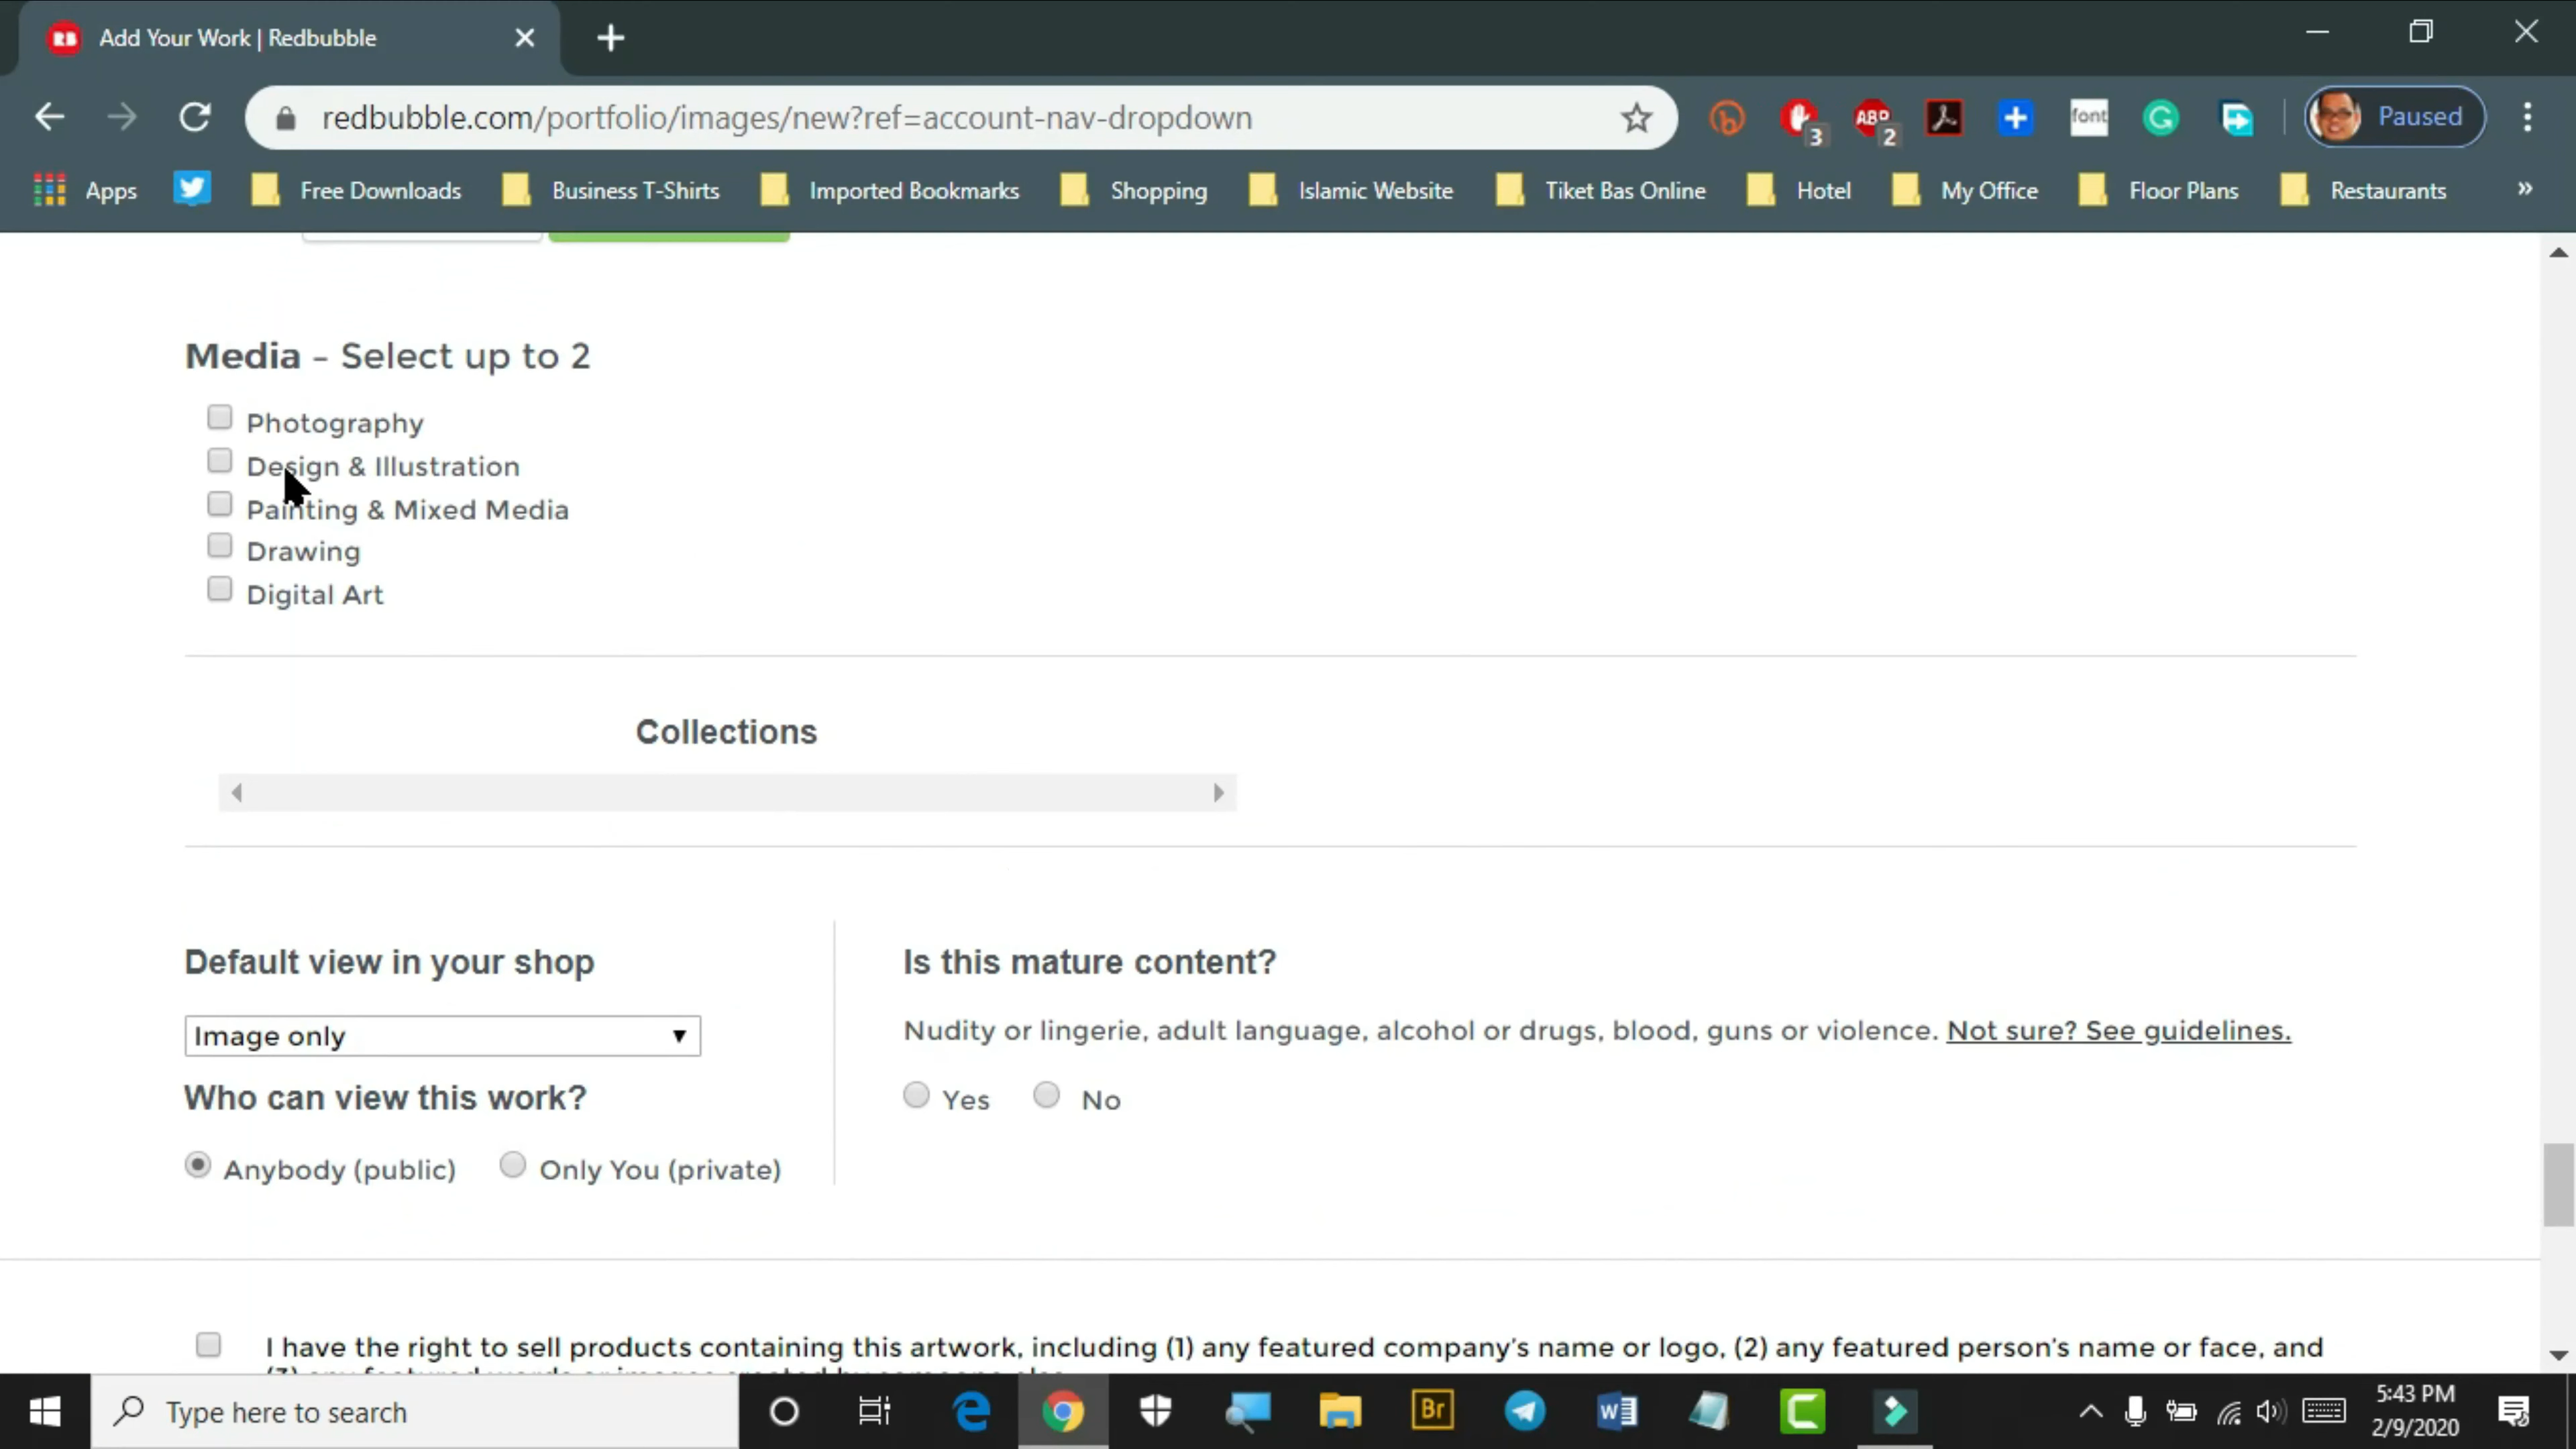 Add Your Work | Redbubble
redbubble.com/portfolio/images/new?ref=account-nav-dropdown
3
ABP
2
font
Paused
Apps
Free Downloads
Business T-Shirts
Imported Bookmarks
Shopping
Islamic Website
Tiket Bas Online
Hotel
My Office
Floor Plans
Restaurants
»
Media - Select up to 2
Photography
Design & Illustration
Painting & Mixed Media
Drawing
Digital Art
Collections
Default view in your shop
Image only
Who can view this work?
Anybody (public)
Only You (private)
Is this mature content?
Nudity or lingerie, adult language, alcohol or drugs, blood, guns or violence. Not sure? See guidelines.
Yes
No
I have the right to sell products containing this artwork, including (1) any featured company's name or logo, (2) any featured person's name or face, and
Type here to search
Br
5:43 PM
2/9/2020